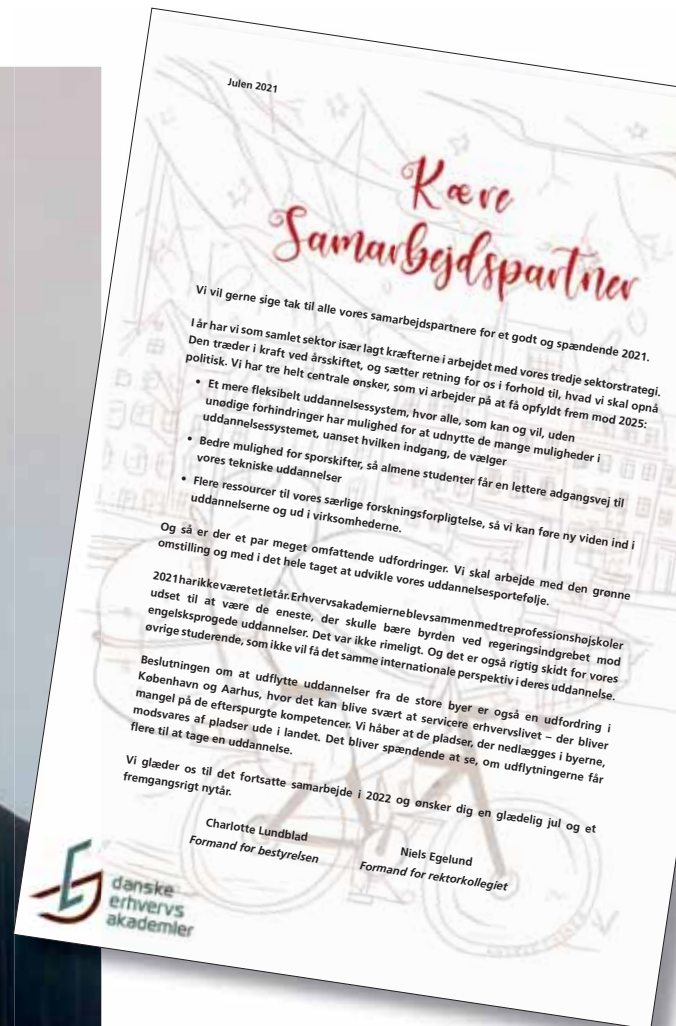 Julen 2021
Kære
Samarbejdspartner
Vi vil gerne sige tak til alle vores samarbejdspartnere for et godt og spændende 2021.
I år har vi som samlet sektor især lagt kræfterne i arbejdet med vores tredje sektorstrategi.
Den træder i kraft ved årsskiftet, og sætter retning for os i forhold til, hvad vi skal opnå
politisk. Vi har tre helt centrale ønsker, som vi arbejder på at få opfyldt frem mod 2025:
• Et mere fleksibelt uddannelsessystem, hvor alle, som kan og vil, uden
unødige forhindringer har mulighed for at udnytte de mange muligheder i
uddannelsessystemet, uanset hvilken indgang, de vælger
• Bedre mulighed for sporskifter, så almene studenter får en lettere adgangsvej til
vores tekniske uddannelser
• Flere ressourcer til vores særlige forskningsforpligtelse, så vi kan føre ny viden ind i
uddannelserne og ud i virksomhederne.
Og så er der et par meget omfattende udfordringer. Vi skal arbejde med den grønne
omstilling og med i det hele taget at udvikle vores uddannelsesportefølje.
2021 har ikke været et let år. Erhvervsakademierne blev sammen med tre professionshøjskoler
udset til at være de eneste, der skulle bære byrden ved regeringsindgrebet mod
engelsksprogede uddannelser. Det var ikke rimeligt. Og det er også rigtig skidt for vores
øvrige studerende, som ikke vil få det samme internationale perspektiv i deres uddannelse.
Beslutningen om at udflytte uddannelser fra de store byer er også en udfordring i
København og Aarhus, hvor det kan blive svært at servicere erhvervslivet – der bliver
mangel på de efterspurgte kompetencer. Vi håber at de pladser, der nedlægges i byerne,
modsvares af pladser ude i landet. Det bliver spændende at se, om udflytningerne får
flere til at tage en uddannelse.
Vi glæder os til det fortsatte samarbejde i 2022 og ønsker dig en glædelig jul og et
fremgangsrigt nytår.
Charlotte Lundblad
Formand for bestyrelsen
Niels Egelund
Formand for rektorkollegiet
danske
erhvervs
akademier